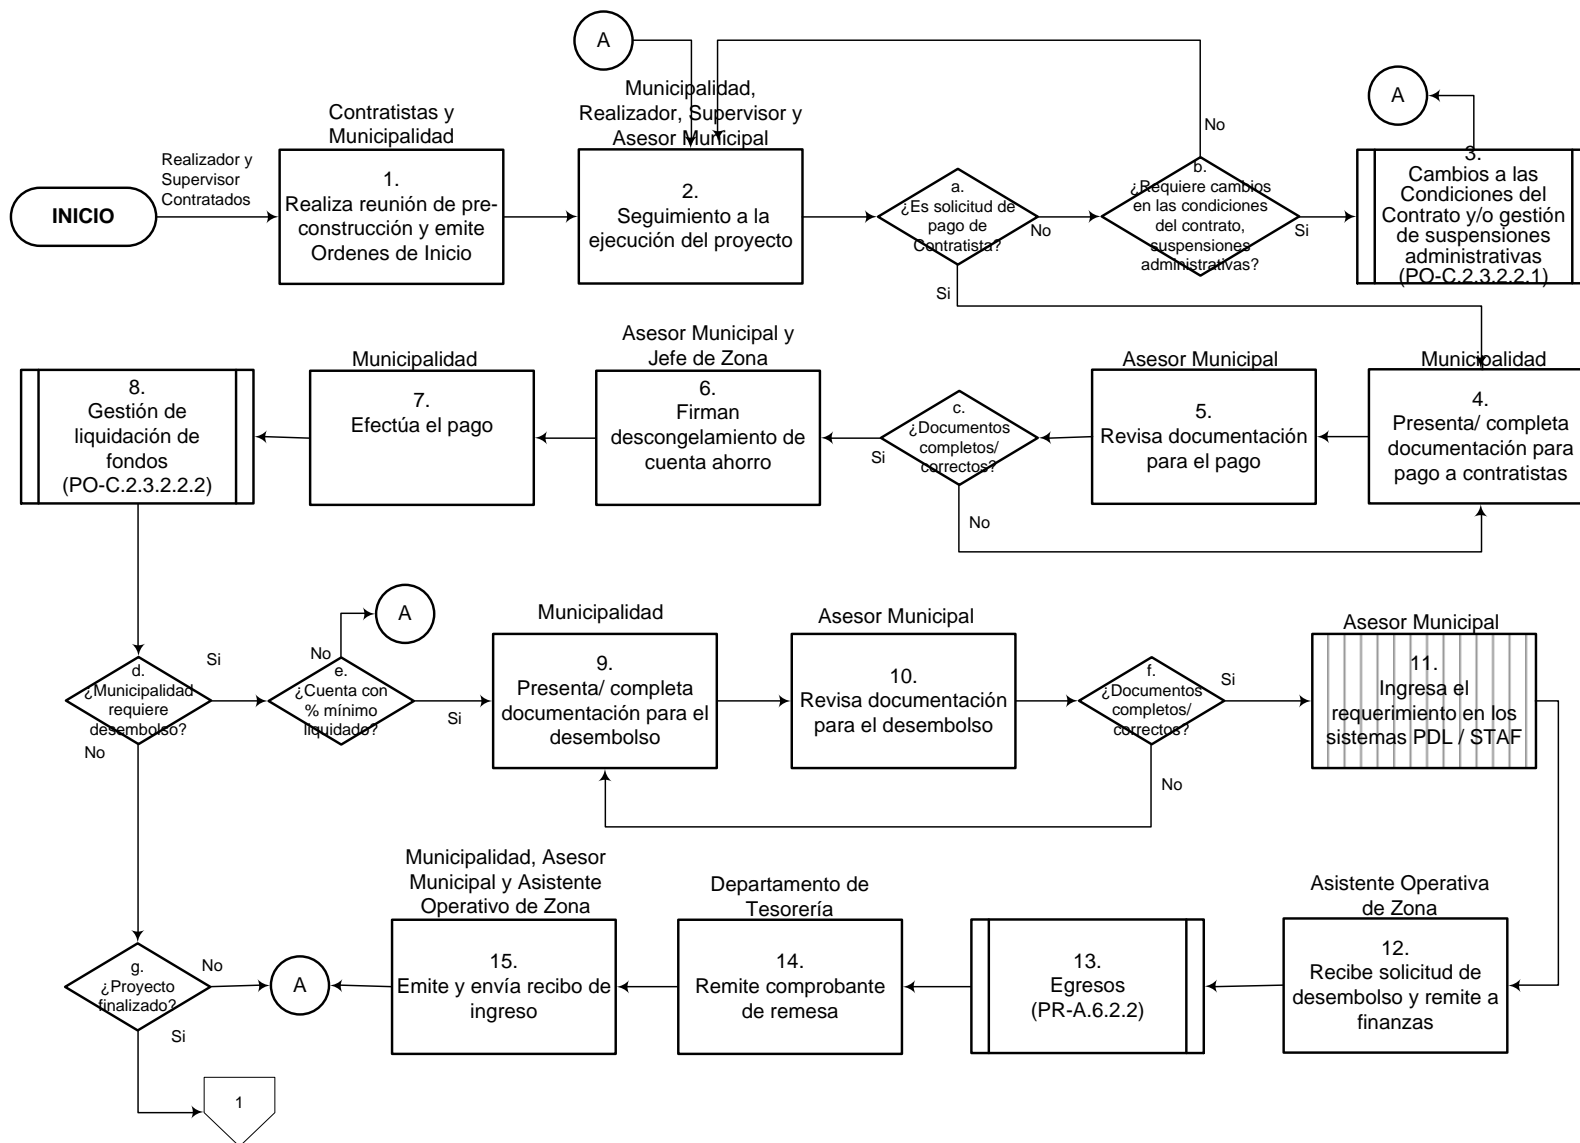 A
Municipalidad,
Realizador, Supervisor y
Asesor Municipal
Contratistas y
Municipalidad
Realizador y
Supervisor
Contratados
INICIO
1.
Realiza reunión de pre-
construcción y emite
Ordenes de Inicio
2.
Seguimiento a la
ejecución del proyecto
a.
¿Es solicitud de
pago de
Contratista?
No
Si
b.
¿Requiere cambios
en las condiciones
del contrato,
suspensiones
administrativas?
No
Si
A
3.
Cambios a las
Condiciones del
Contrato y/o gestión
de suspensiones
administrativas
(PO-C.2.3.2.2.1)
Municipalidad
4.
Presenta/ completa
documentación para
pago a contratistas
Asesor Municipal
5.
Revisa documentación
para el pago
c.
¿Documentos
completos/
correctos?
Si
No
Asesor Municipal y
Jefe de Zona
6.
Firman
descongelamiento de
cuenta ahorro
Municipalidad
7.
Efectúa el pago
8.
Gestión de
liquidación de
fondos
(PO-C.2.3.2.2.2)
d.
¿Municipalidad
requiere
desembolso?
Si
No
A
No
e.
¿Cuenta con
% mínimo
liquidado?
Si
Municipalidad
9.
Presenta/ completa
documentación para el
desembolso
Asesor Municipal
10.
Revisa documentación
para el desembolso
f.
¿Documentos
completos/
correctos?
Si
No
Asesor Municipal
11.
Ingresa el
requerimiento en los
sistemas PDL / STAF
Asistente Operativa
de Zona
12.
Recibe solicitud de
desembolso y remite a
finanzas
13.
Egresos
(PR-A.6.2.2)
Departamento de
Tesorería
14.
Remite comprobante
de remesa
Municipalidad, Asesor
Municipal y Asistente
Operativo de Zona
15.
Emite y envía recibo de
ingreso
A
g.
¿Proyecto
finalizado?
No
Si
1